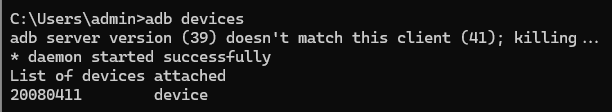 C:\Users\admin>adb devices
adb server version (39) doesn't match this client (41); killing...
* daemon started successfully
List of devices attached
20080411        device